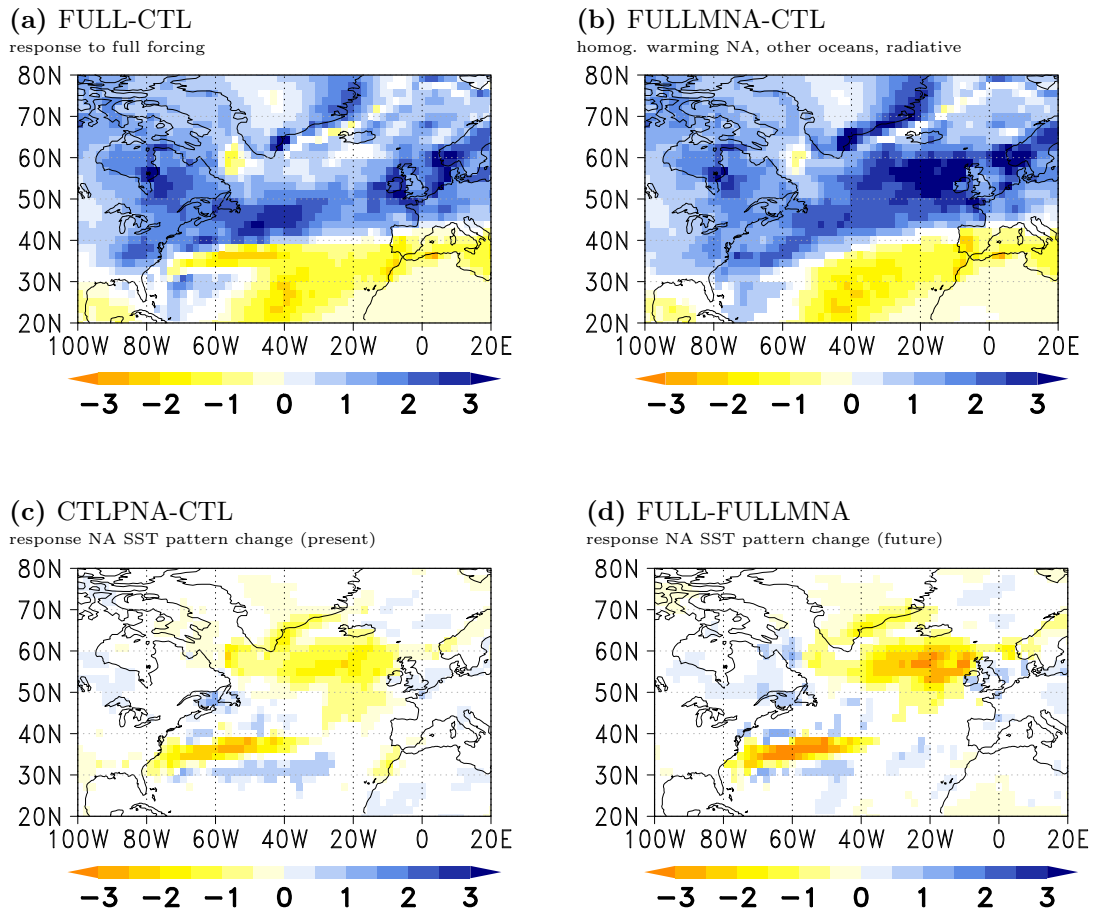 (a) FULL-CTL
response to full forcing
80N
70N
60N
50N
40N
30N
20N
100W 80W 60W 40W 20W 0 20E
−3 −2 −1 0 1 2 3
(b) FULLMNA-CTL
homog. warming NA, other oceans, radiative
80N
70N
60N
50N
40N
30N
20N
100W 80W 60W 40W 20W 0 20E
−3 −2 −1 0 1 2 3
(c) CTLPNA-CTL
response NA SST pattern change (present)
80N
70N
60N
50N
40N
30N
20N
100W 80W 60W 40W 20W 0 20E
−3 −2 −1 0 1 2 3
(d) FULL-FULLMNA
response NA SST pattern change (future)
80N
70N
60N
50N
40N
30N
20N
100W 80W 60W 40W 20W 0 20E
−3 −2 −1 0 1 2 3